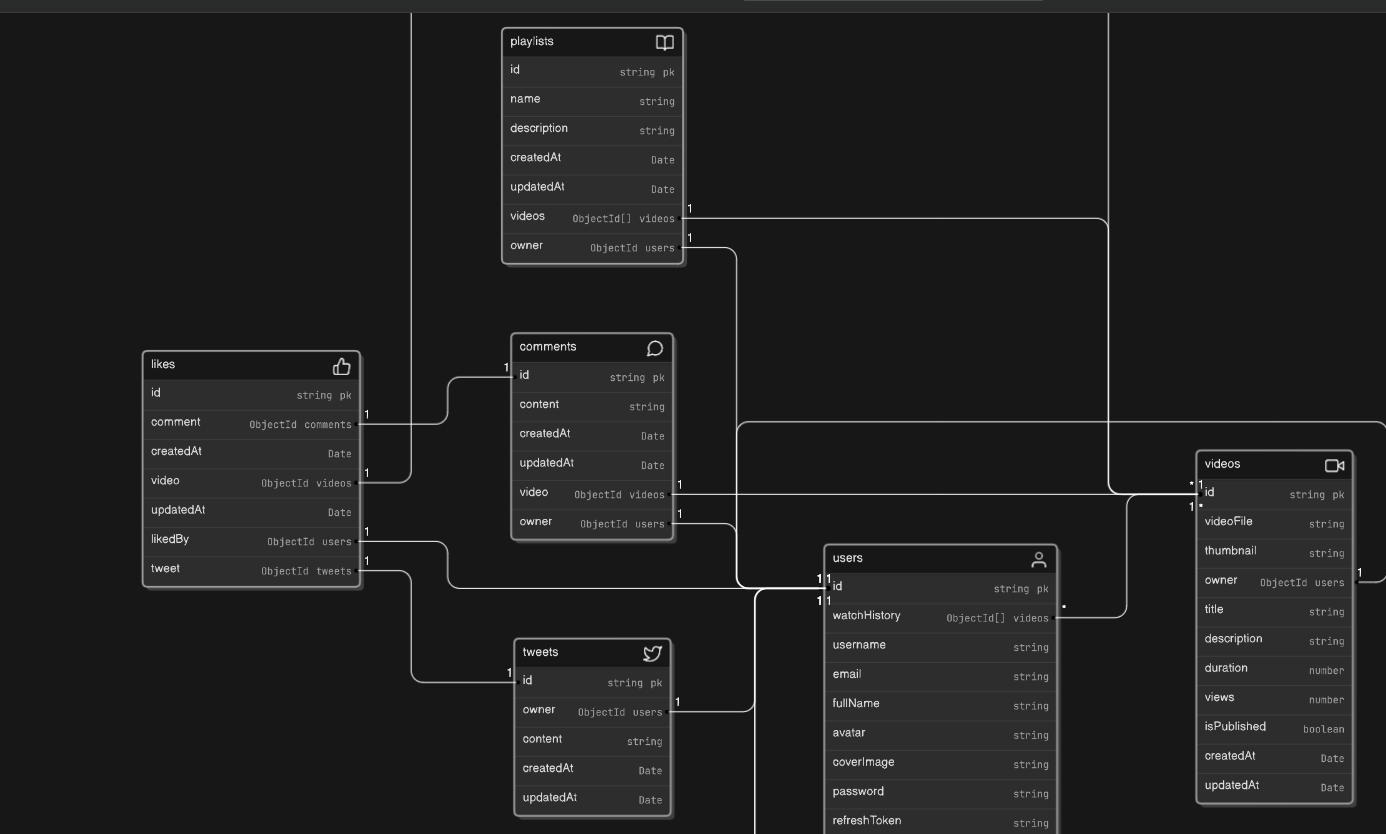 playlists
id string pk
name string
description string
createdAt Date
updatedAt Date
videos ObjectId[] videos 1
owner ObjectId users 1
likes
id string pk
comment ObjectId comments 1
createdAt Date
video ObjectId videos 1
updatedAt Date
likedBy ObjectId users 1
tweet ObjectId tweets 1
comments
1 id string pk
content string
createdAt Date
updatedAt Date
video ObjectId videos 1
owner ObjectId users 1
tweets
1 id string pk
owner ObjectId users 1
content string
createdAt Date
updatedAt Date
users
1 1
id string pk
1 1
watchHistory ObjectId[] videos *
username string
email string
fullName string
avatar string
coverImage string
password string
refreshToken string
videos
* 1
id string pk
1 *
videoFile string
thumbnail string
owner ObjectId users 1
title string
description string
duration number
views number
isPublished boolean
createdAt Date
updatedAt Date